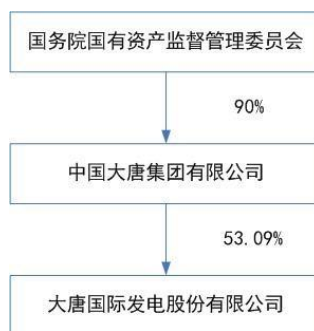 国务院国有资产监督管理委员会
90%
中国大唐集团有限公司
53.09%
大唐国际发电股份有限公司